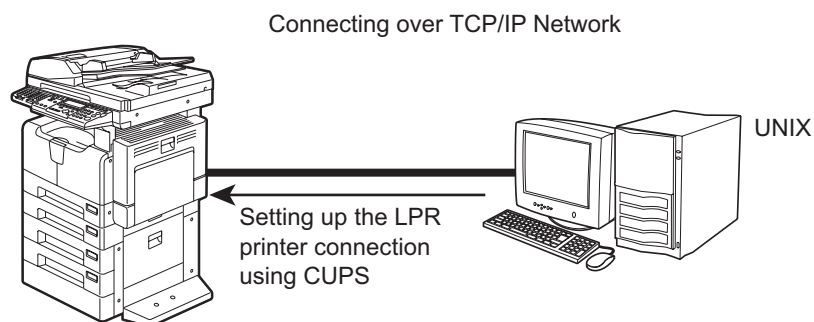 Connecting over TCP/IP Network
UNIX
Setting up the LPR
printer connection
using CUPS